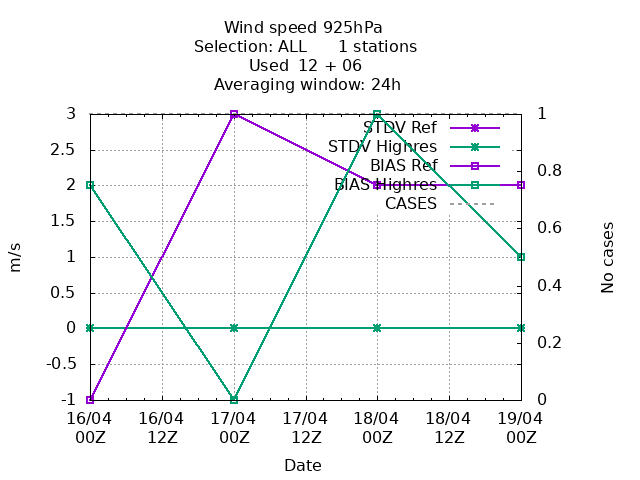 Wind speed 925hPa
Selection: ALL      1 stations
Used  12 + 06
Averaging window: 24h
STDV Ref
STDV Highres
BIAS Ref
BIAS Highres
CASES
3
2.5
2
1.5
1
0.5
0
-0.5
-1
m/s
1
0.8
0.6
0.4
0.2
0
No cases
16/04 16/04 17/04 17/04 18/04 18/04 19/04
00Z 12Z 00Z 12Z 00Z 12Z 00Z
Date